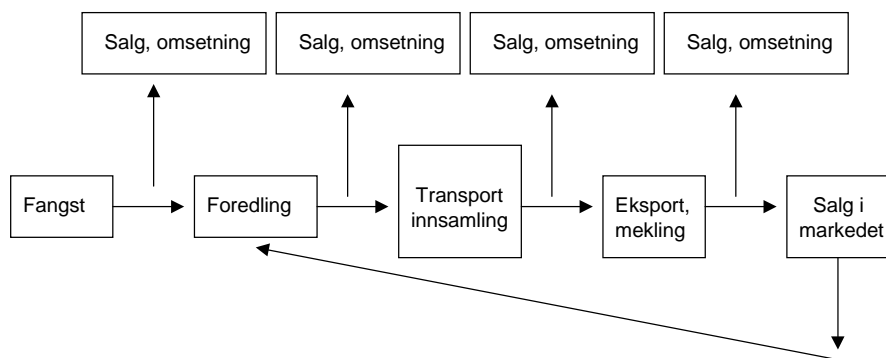 Salg, omsetning
Salg, omsetning
Salg, omsetning
Salg, omsetning
Fangst
Foredling
Transport
innsamling
Eksport,
mekling
Salg i
markedet